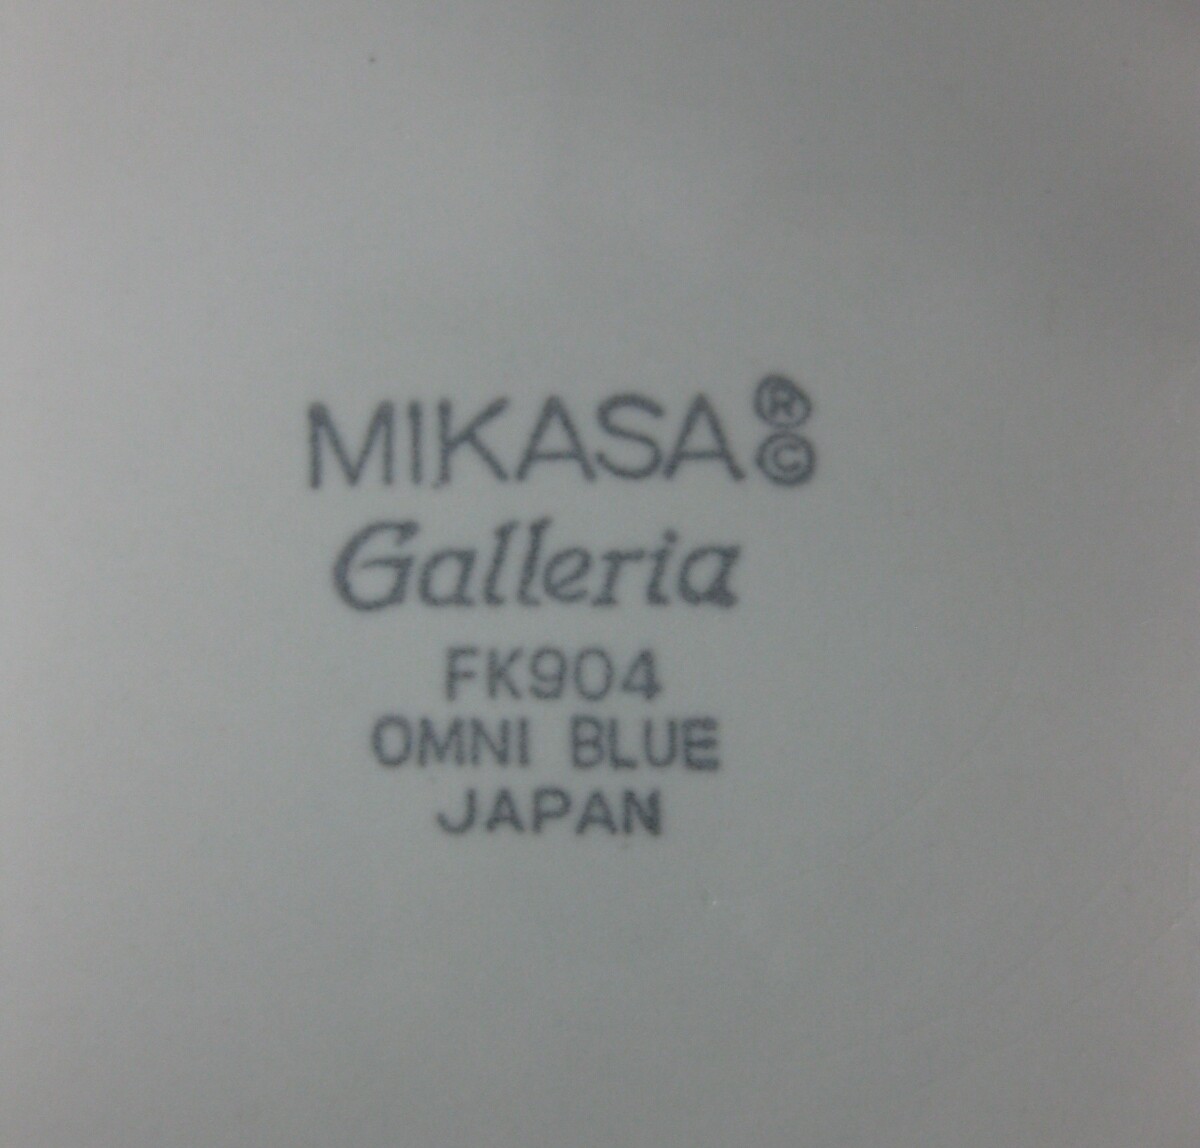 MIKASA®©
Galleria
FK904
OMNI BLUE
JAPAN